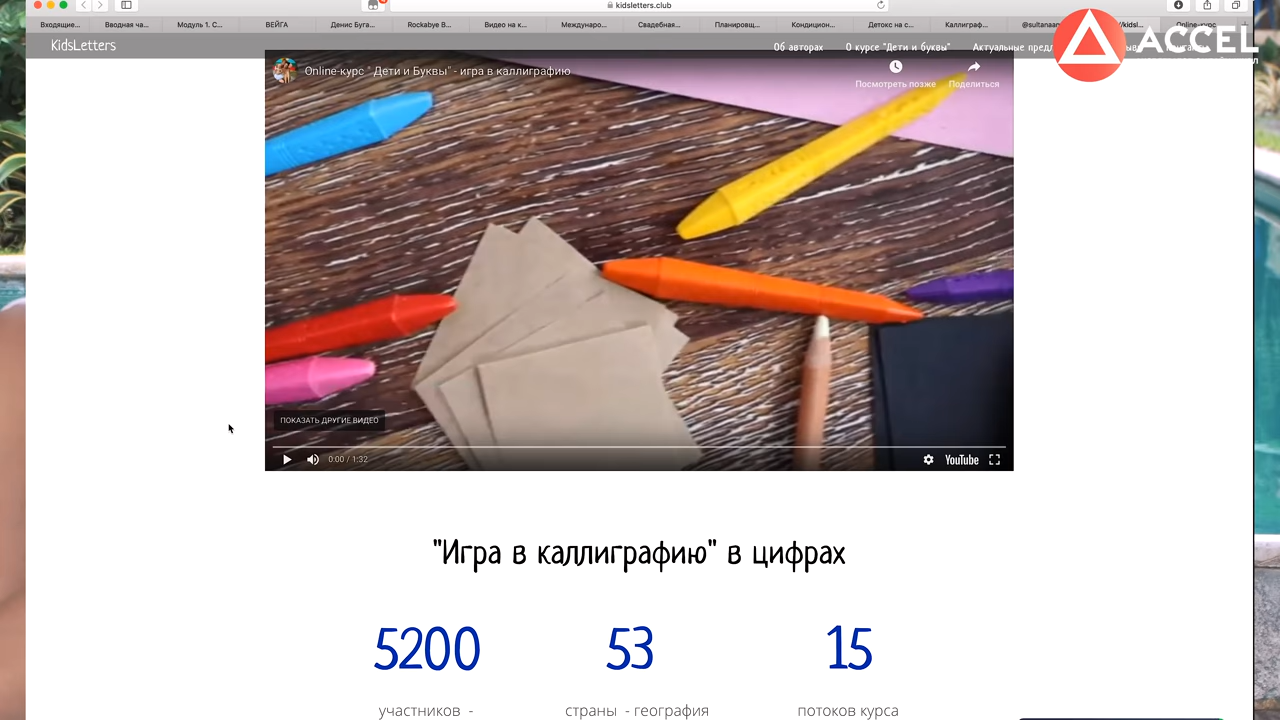 kidsletters.club
Входящие... Вводная ча... Модуль 1. С... ВЕЙГА Денис Буга... Rockabye B... Видео на к... Междунаро... Свадебная... Планировщ... Кондицион... Детокс на с... Каллиграф... Online-курс
KidsLetters Об авторах О курсе "Дети и буквы"
ACCEL
Online-курс " Дети и Буквы" - игра в каллиграфию
Посмотреть позже Поделиться
ПОКАЗАТЬ ДРУГИЕ ВИДЕО
0:00 / 1:32 YouTube
"Игра в каллиграфию" в цифрах
5200 53 15
участников - страны - география потоков курса